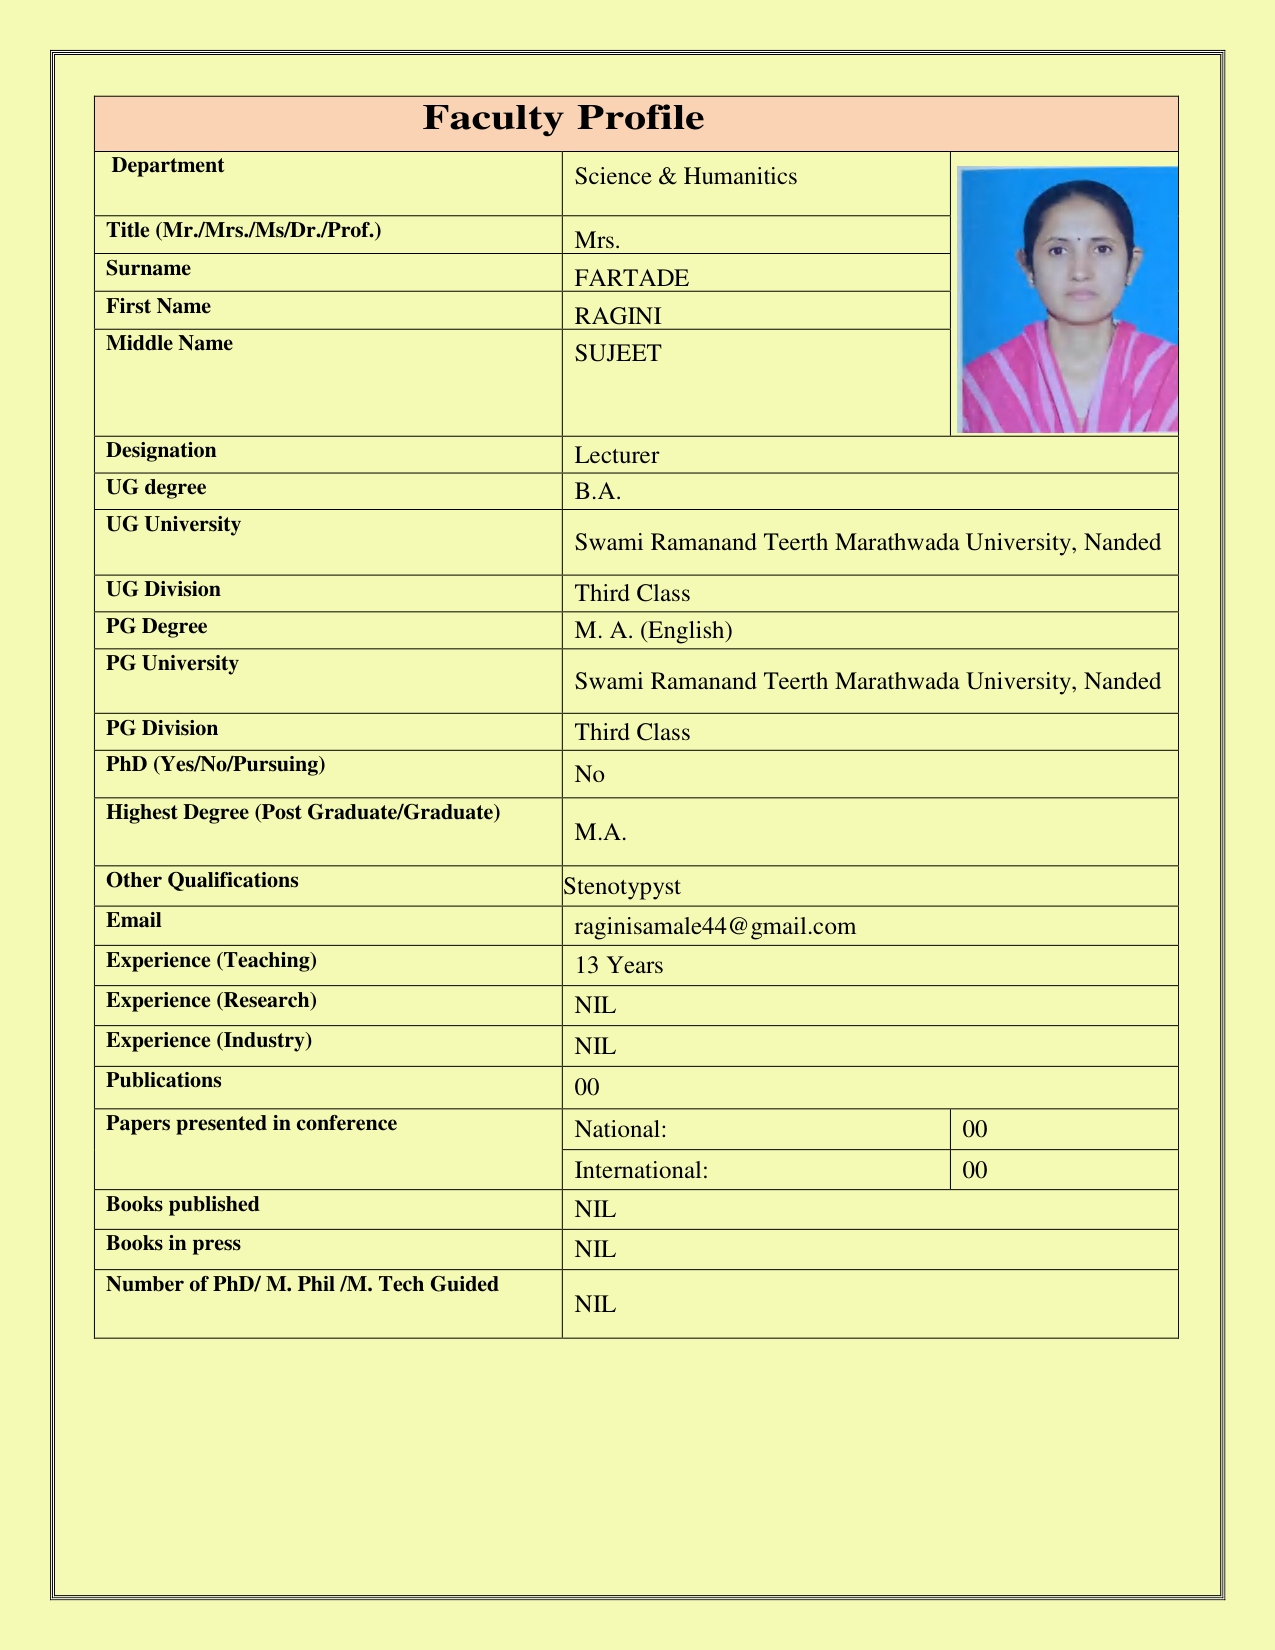 Faculty Profile
Department
Science & Humanitics
Title (Mr./Mrs./Ms/Dr./Prof.)
Mrs.
Surname
FARTADE
First Name
RAGINI
Middle Name
SUJEET
Designation
Lecturer
UG degree
B.A.
UG University
Swami Ramanand Teerth Marathwada University, Nanded
UG Division
Third Class
PG Degree
M. A. (English)
PG University
Swami Ramanand Teerth Marathwada University, Nanded
PG Division
Third Class
PhD (Yes/No/Pursuing)
No
Highest Degree (Post Graduate/Graduate)
M.A.
Other Qualifications
Stenotypyst
Email
raginisamale44@gmail.com
Experience (Teaching)
13 Years
Experience (Research)
NIL
Experience (Industry)
NIL
Publications
00
Papers presented in conference
National:
00
International:
00
Books published
NIL
Books in press
NIL
Number of PhD/ M. Phil /M. Tech Guided
NIL